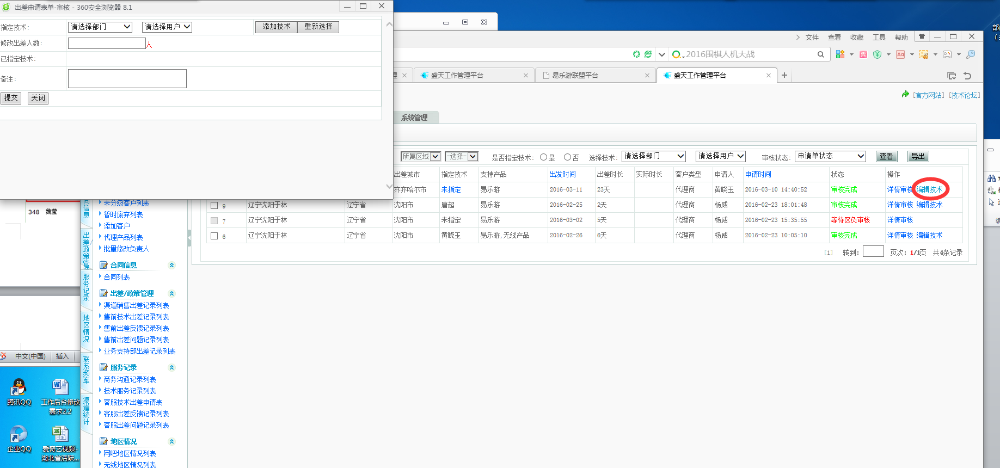 出差申请表单-审核 - 360安全浏览器 8.1
指定技术: 请选择部门 请选择用户 添加技术 重新选择
修改出差人数: 人
已指定技术:
备注:
提交 关闭
文件 查看 收藏 工具 帮助
2016围棋人机大战
理 盛天工作管理平台 易乐游联盟平台 盛天工作管理平台
[官方网站] [技术论坛]
系统管理
所属区域 -选择- 是否指定技术: 是 否 选择技术: 请选择部门 请选择用户 审核状态: 申请单状态 查看 导出
出差城市 指定技术 支持产品 出发时间 出差时长 实际时长 客户类型 申请人 申请时间 状态 操作
齐齐哈尔市 未指定 易乐游 2016-03-11 23天 代理商 黄晓玉 2016-03-10 14:40:52 审核完成 详情审核 编辑技术
9 辽宁沈阳于林 辽宁省 沈阳市 唐超 易乐游 2016-02-25 2天 代理商 杨威 2016-02-23 18:01:48 审核完成 详情审核 编辑技术
7 辽宁沈阳于林 辽宁省 沈阳市 未指定 易乐游 2016-03-02 5天 代理商 杨威 2016-02-23 15:35:55 等待区负审核 详情审核
6 辽宁沈阳于林 辽宁省 沈阳市 黄晓玉 易乐游,无线产品 2016-02-26 6天 代理商 杨威 2016-02-23 10:05:10 审核完成 详情审核 编辑技术
[1] 转到: 页次: 1/1页 共4条记录
348 魏莹
信息
出差/政策管理
服务记录
地区情况
联系频率
渠道统计
未分级客户列表
暂时废弃列表
添加客户
代理产品列表
批量修改负责人
合同信息
合同列表
出差/政策管理
渠道销售出差记录列表
售前技术出差记录列表
售前出差反馈记录列表
售前出差问题记录列表
业务支持部出差记录列表
服务记录
商务沟通记录列表
技术服务记录列表
客服技术出差申请表
客服出差反馈记录列表
客服出差问题记录列表
地区情况
网吧地区情况列表
无线地区情况列表
中文(中国) 插入
腾讯QQ
工作后台修改
需求2.2
企业QQ
爱奇艺视频-
湖北省活跃...